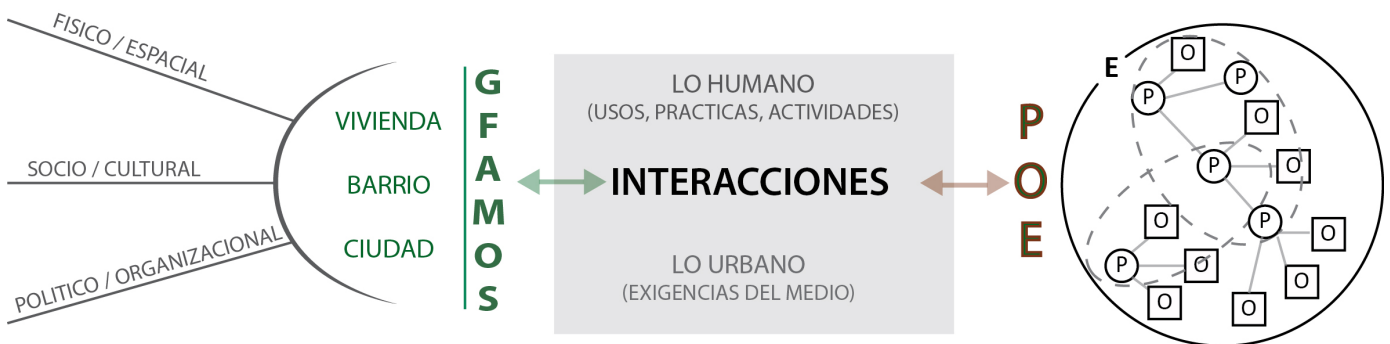 FISICO / ESPACIAL
SOCIO / CULTURAL
POLITICO / ORGANIZACIONAL
VIVIENDA
BARRIO
CIUDAD
G
F
A
M
O
S
LO HUMANO
(USOS, PRACTICAS, ACTIVIDADES)
INTERACCIONES
LO URBANO
(EXIGENCIAS DEL MEDIO)
P
O
E
E
O
P
P
O
P
O
O
P
O
P
O
O
O
O